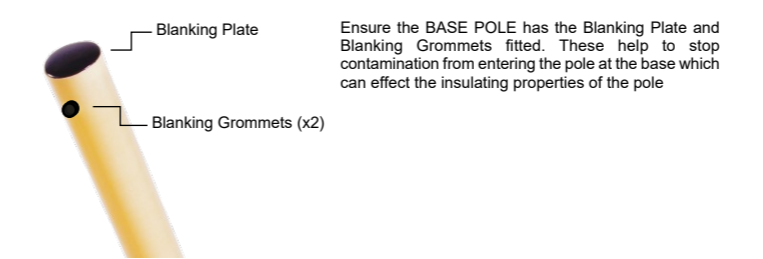 Blanking Plate
Blanking Grommets (x2)
Ensure the BASE POLE has the Blanking Plate and
Blanking Grommets fitted. These help to stop
contamination from entering the pole at the base which
can effect the insulating properties of the pole